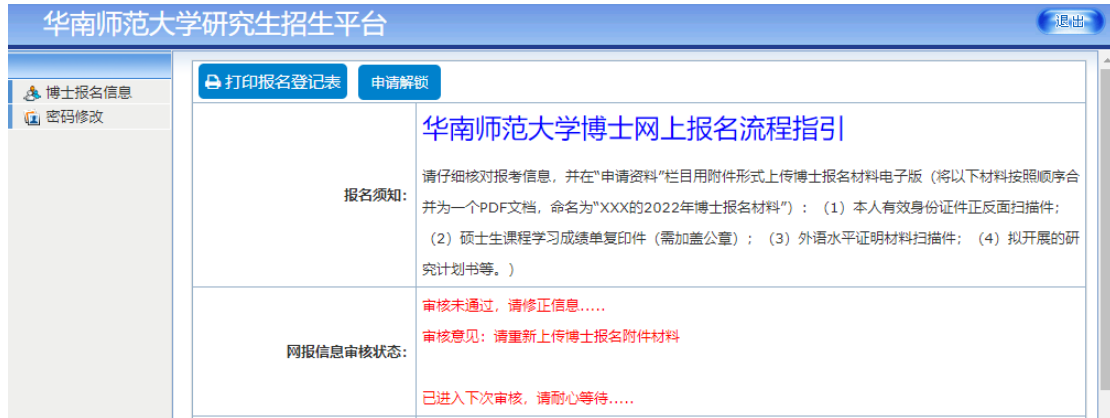 华南师范大学研究生招生平台
退出
博士报名信息
密码修改
打印报名登记表
申请解锁
华南师范大学博士网上报名流程指引
报名须知:
请仔细核对报考信息，并在“申请资料”栏目用附件形式上传博士报名材料电子版（将以下材料按照顺序合
并为一个PDF文档，命名为“XXX的2022年博士报名材料”）：（1）本人有效身份证件正反面扫描件；
（2）硕士生课程学习成绩单复印件（需加盖公章）；（3）外语水平证明材料扫描件；（4）拟开展的研
究计划书等。）
网报信息审核状态:
审核未通过，请修正信息.....
审核意见：请重新上传博士报名附件材料
已进入下次审核，请耐心等待.....